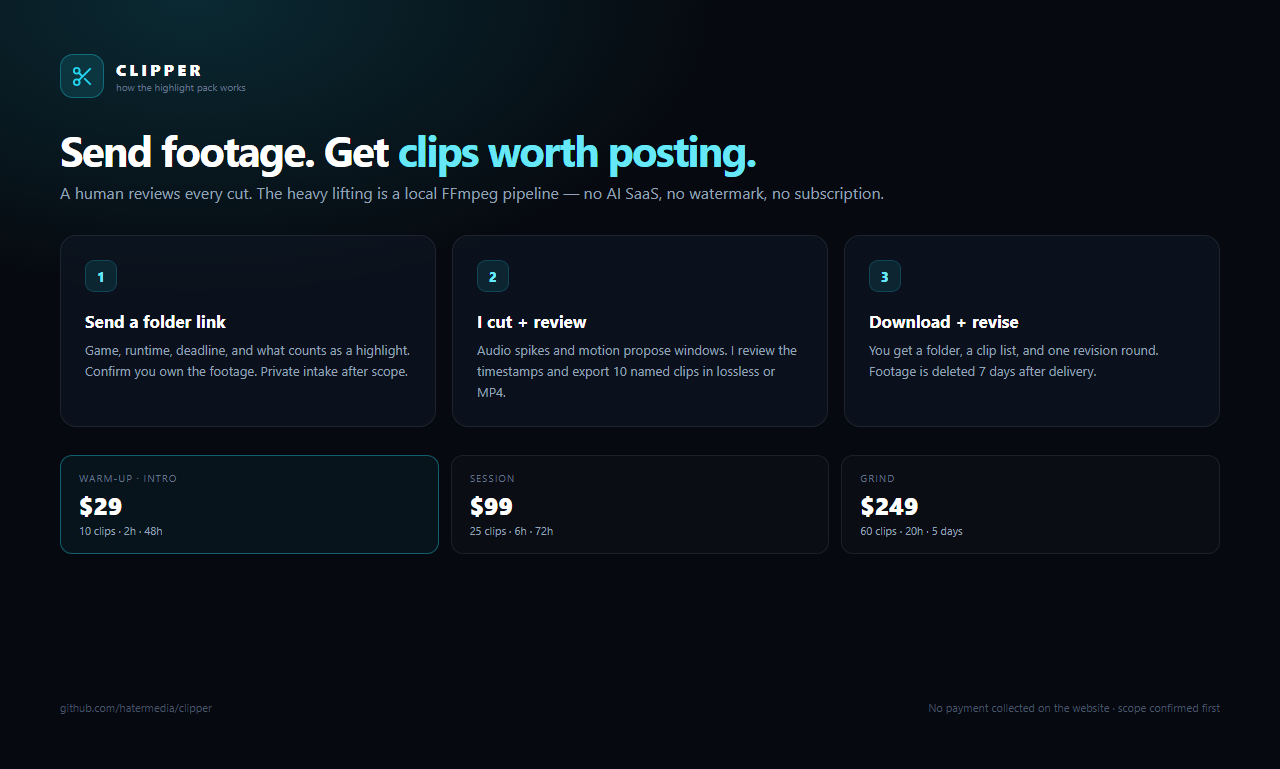 CLIPPER
how the highlight pack works
Send footage. Get clips worth posting.
A human reviews every cut. The heavy lifting is a local FFmpeg pipeline — no AI SaaS, no watermark, no subscription.
1
Send a folder link
Game, runtime, deadline, and what counts as a highlight.
Confirm you own the footage. Private intake after scope.
2
I cut + review
Audio spikes and motion propose windows. I review the
timestamps and export 10 named clips in lossless or
MP4.
3
Download + revise
You get a folder, a clip list, and one revision round.
Footage is deleted 7 days after delivery.
WARM-UP · INTRO
$29
10 clips · 2h · 48h
SESSION
$99
25 clips · 6h · 72h
GRIND
$249
60 clips · 20h · 5 days
github.com/hatermedia/clipper
No payment collected on the website · scope confirmed first